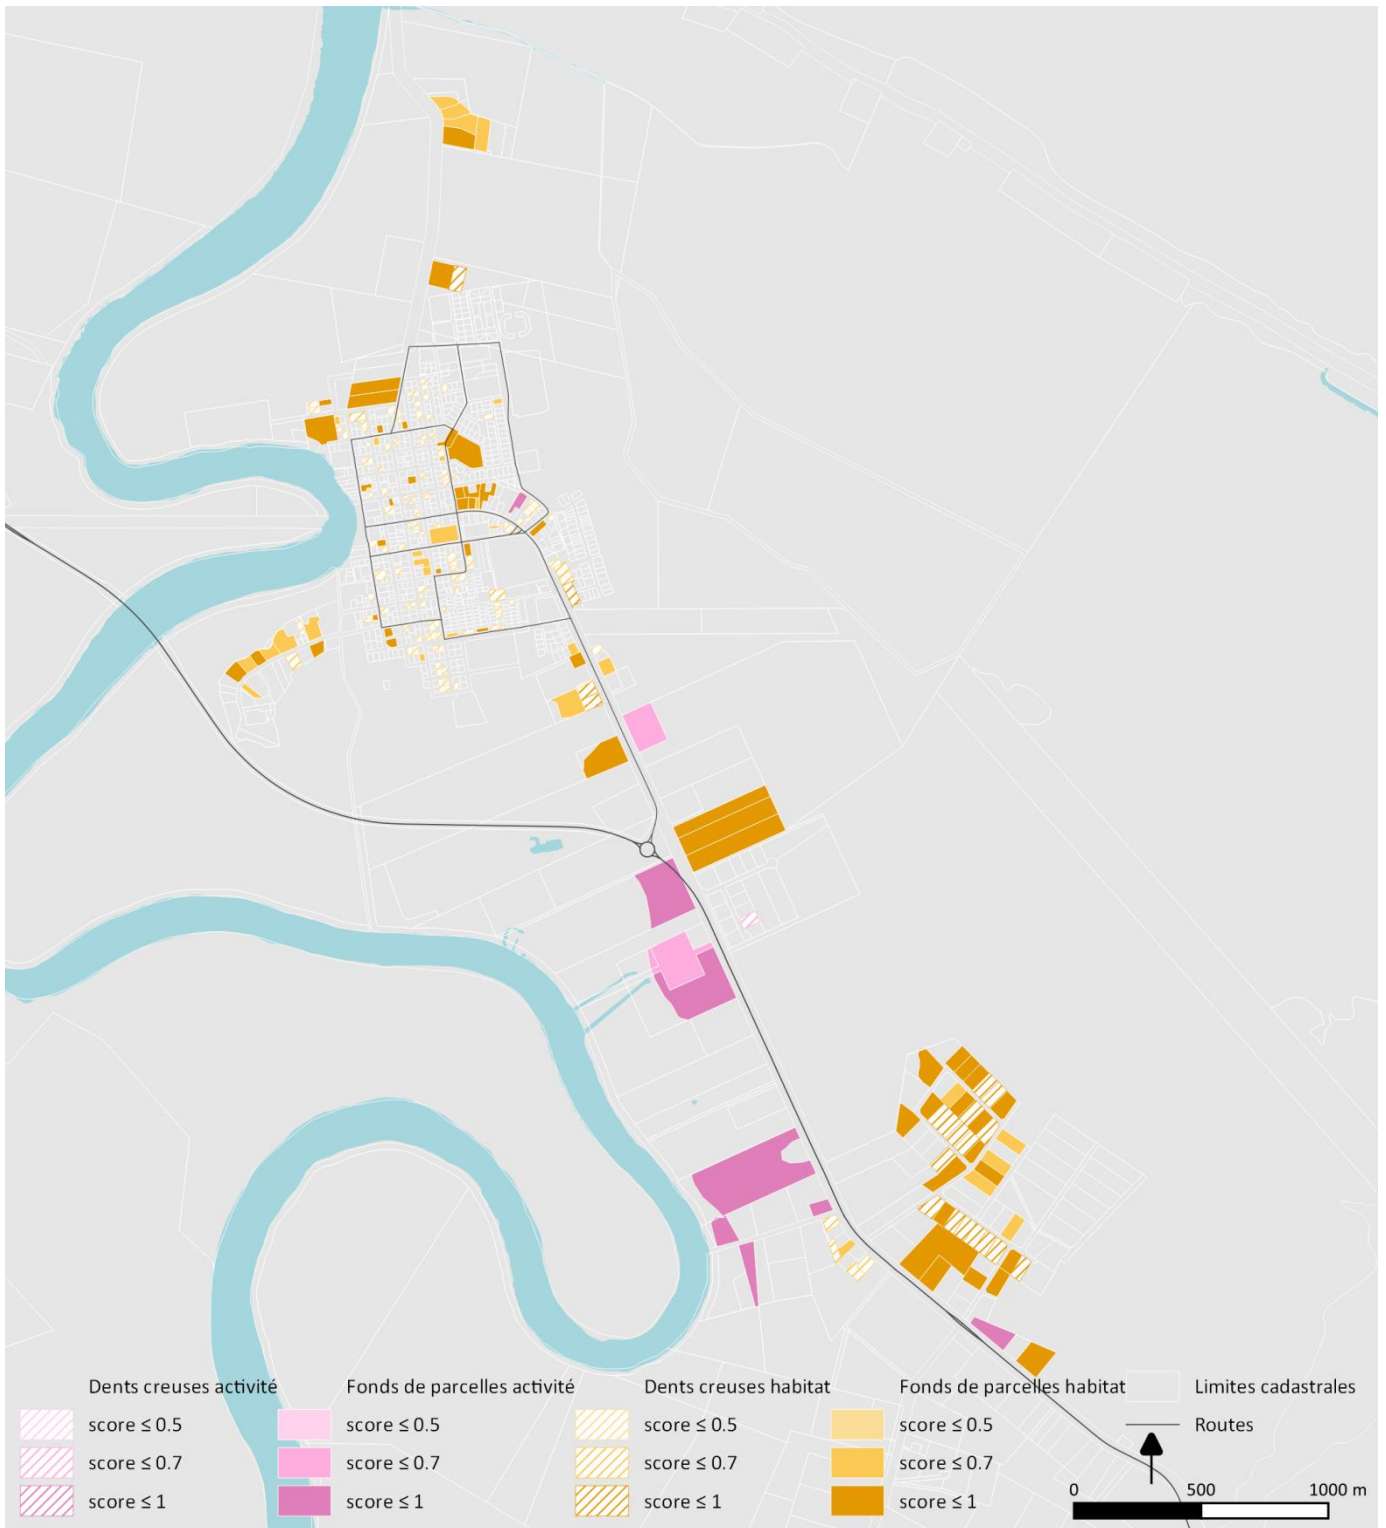 Dents creuses activité
score ≤ 0.5
score ≤ 0.7
score ≤ 1
Fonds de parcelles activité
score ≤ 0.5
score ≤ 0.7
score ≤ 1
Dents creuses habitat
score ≤ 0.5
score ≤ 0.7
score ≤ 1
Fonds de parcelles habitat
score ≤ 0.5
score ≤ 0.7
score ≤ 1
Limites cadastrales
Routes
0 500 1000 m